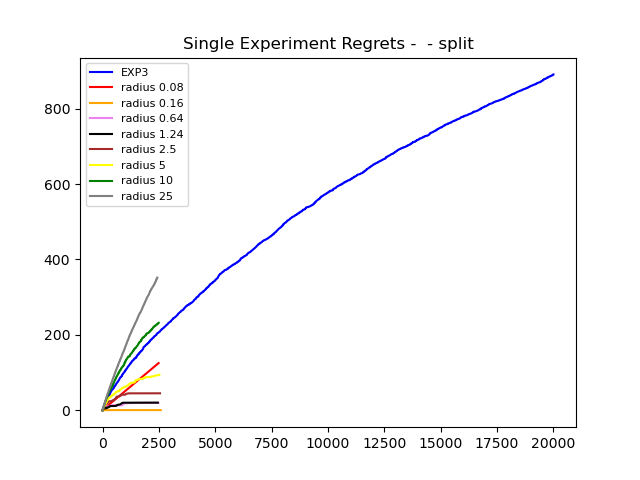 Single Experiment Regrets -  - split
EXP3
radius 0.08
radius 0.16
radius 0.64
radius 1.24
radius 2.5
radius 5
radius 10
radius 25
800
600
400
200
0
0 2500 5000 7500 10000 12500 15000 17500 20000